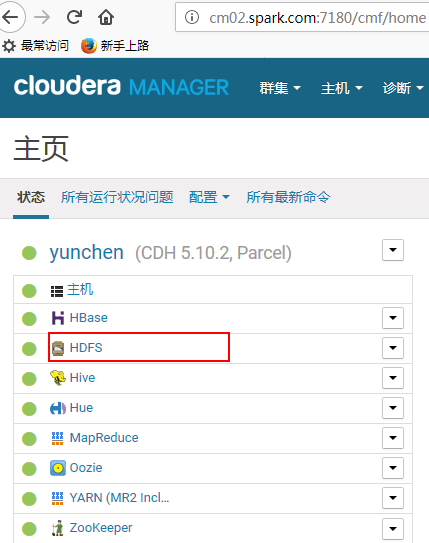 cm02.spark.com:7180/cmf/home
最常访问 新手上路
cloudera MANAGER 群集 主机 诊断
主页
状态 所有运行状况问题 配置 所有最新命令
yunchen (CDH 5.10.2, Parcel)
主机
HBase
HDFS
Hive
Hue
MapReduce
Oozie
YARN (MR2 Incl...
ZooKeeper